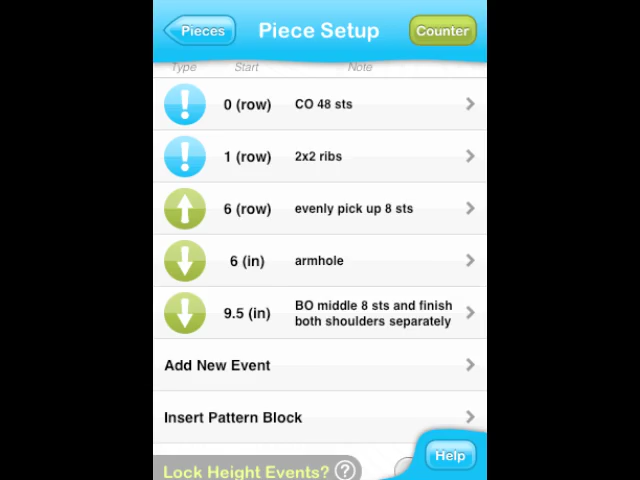 Pieces
Piece Setup
Counter
Type Start Note
0 (row) CO 48 sts
1 (row) 2x2 ribs
6 (row) evenly pick up 8 sts
6 (in) armhole
9.5 (in) BO middle 8 sts and finish
both shoulders separately
Add New Event
Insert Pattern Block
Lock Height Events? ?
Help